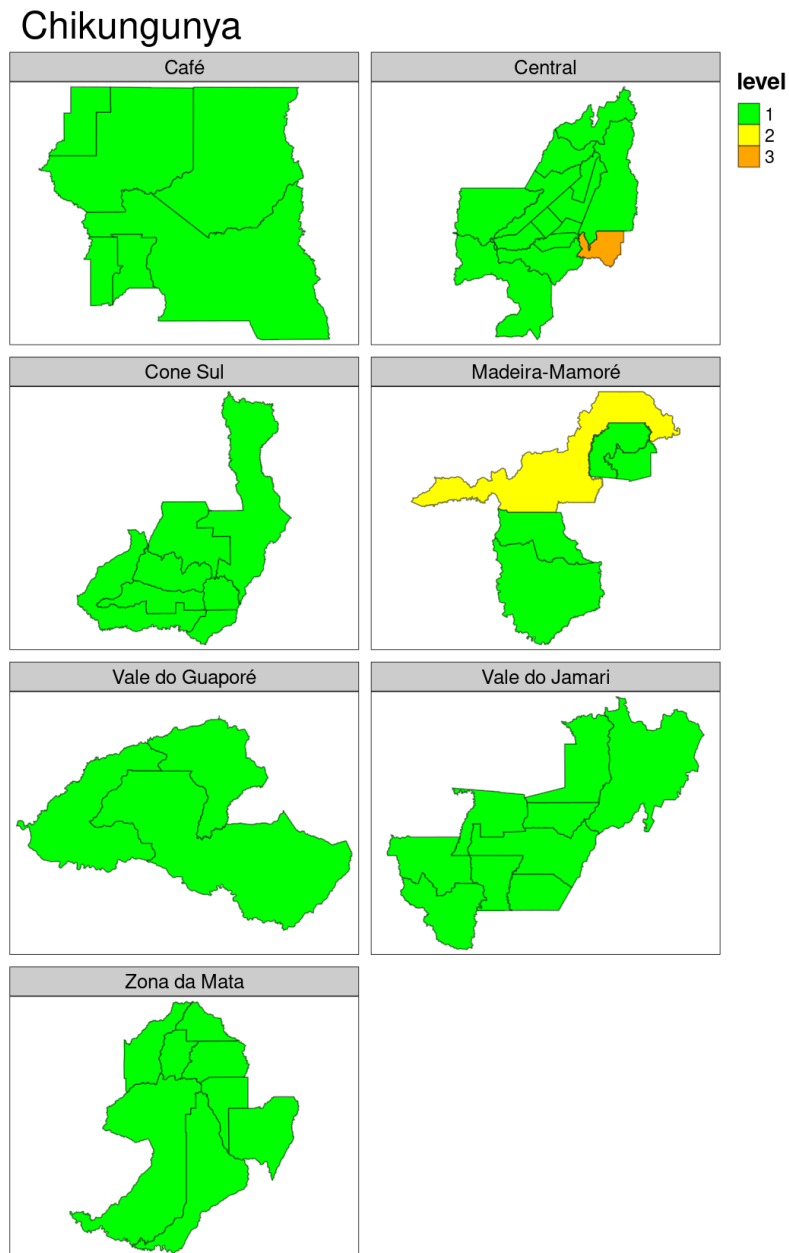 Chikungunya
Café
Central
level
1
2
3
Cone Sul
Madeira-Mamoré
Vale do Guaporé
Vale do Jamari
Zona da Mata